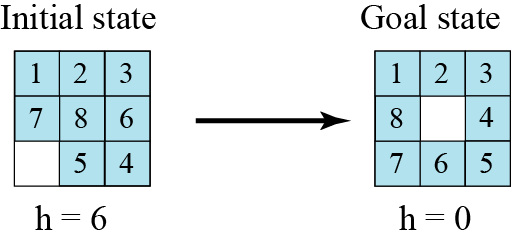 Initial state
1 2 3
7 8 6
5 4
h = 6
Goal state
1 2 3
8 4
7 6 5
h = 0